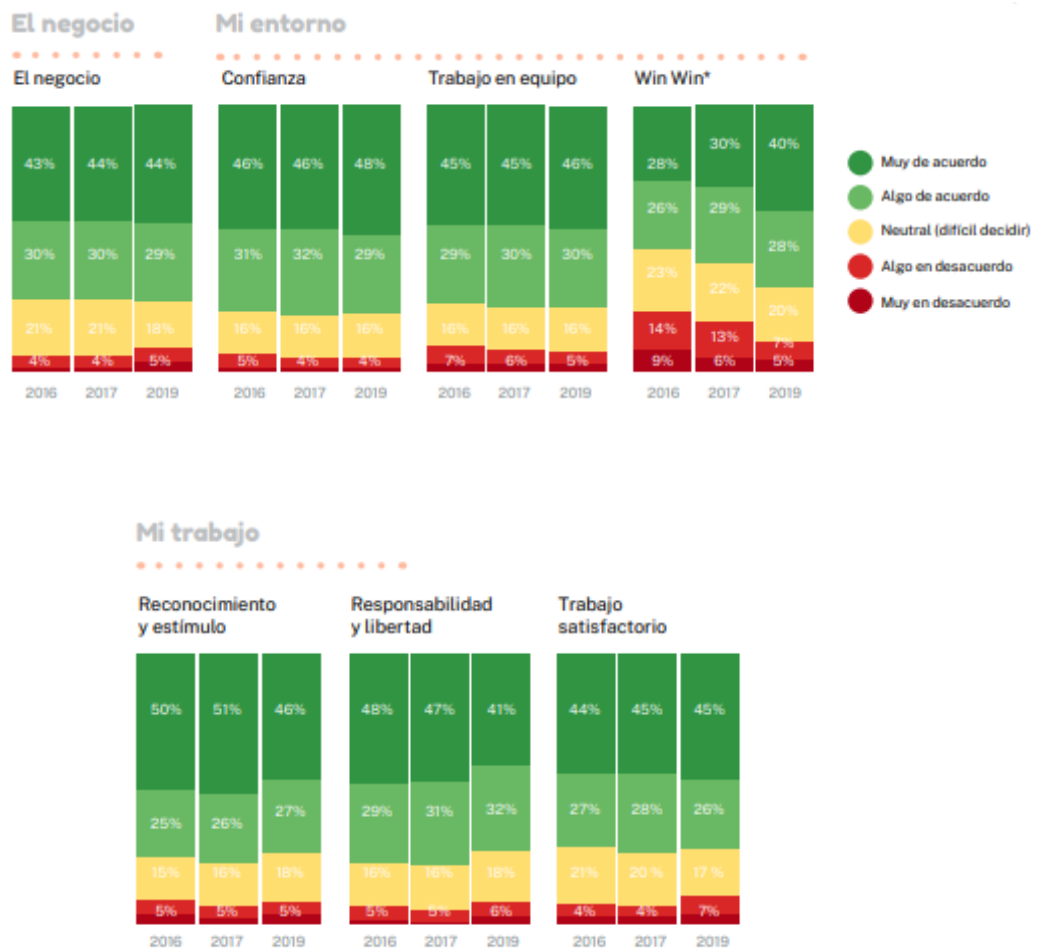 El negocio Mi entorno
El negocio Confianza Trabajo en equipo Win Win*
43% 44% 44% 46% 46% 48% 45% 45% 46% 28% 30% 40%
30% 30% 29% 31% 32% 29% 29% 30% 30% 26% 29% 28%
21% 21% 18% 16% 16% 16% 16% 16% 16% 23% 22% 20%
4% 4% 5% 5% 4% 4% 7% 6% 5% 14% 13% 7%
9% 6% 5%
2016 2017 2019 2016 2017 2019 2016 2017 2019 2016 2017 2019
Muy de acuerdo
Algo de acuerdo
Neutral (difícil decidir)
Algo en desacuerdo
Muy en desacuerdo
Mi trabajo
Reconocimiento
y estímulo
Responsabilidad
y libertad
Trabajo
satisfactorio
50% 51% 46% 48% 47% 41% 44% 45% 45%
25% 26% 27% 29% 31% 32% 27% 28% 26%
15% 16% 18% 16% 16% 18% 21% 20 % 17 %
5% 5% 5% 5% 5% 6% 4% 4% 7%
2016 2017 2019 2016 2017 2019 2016 2017 2019